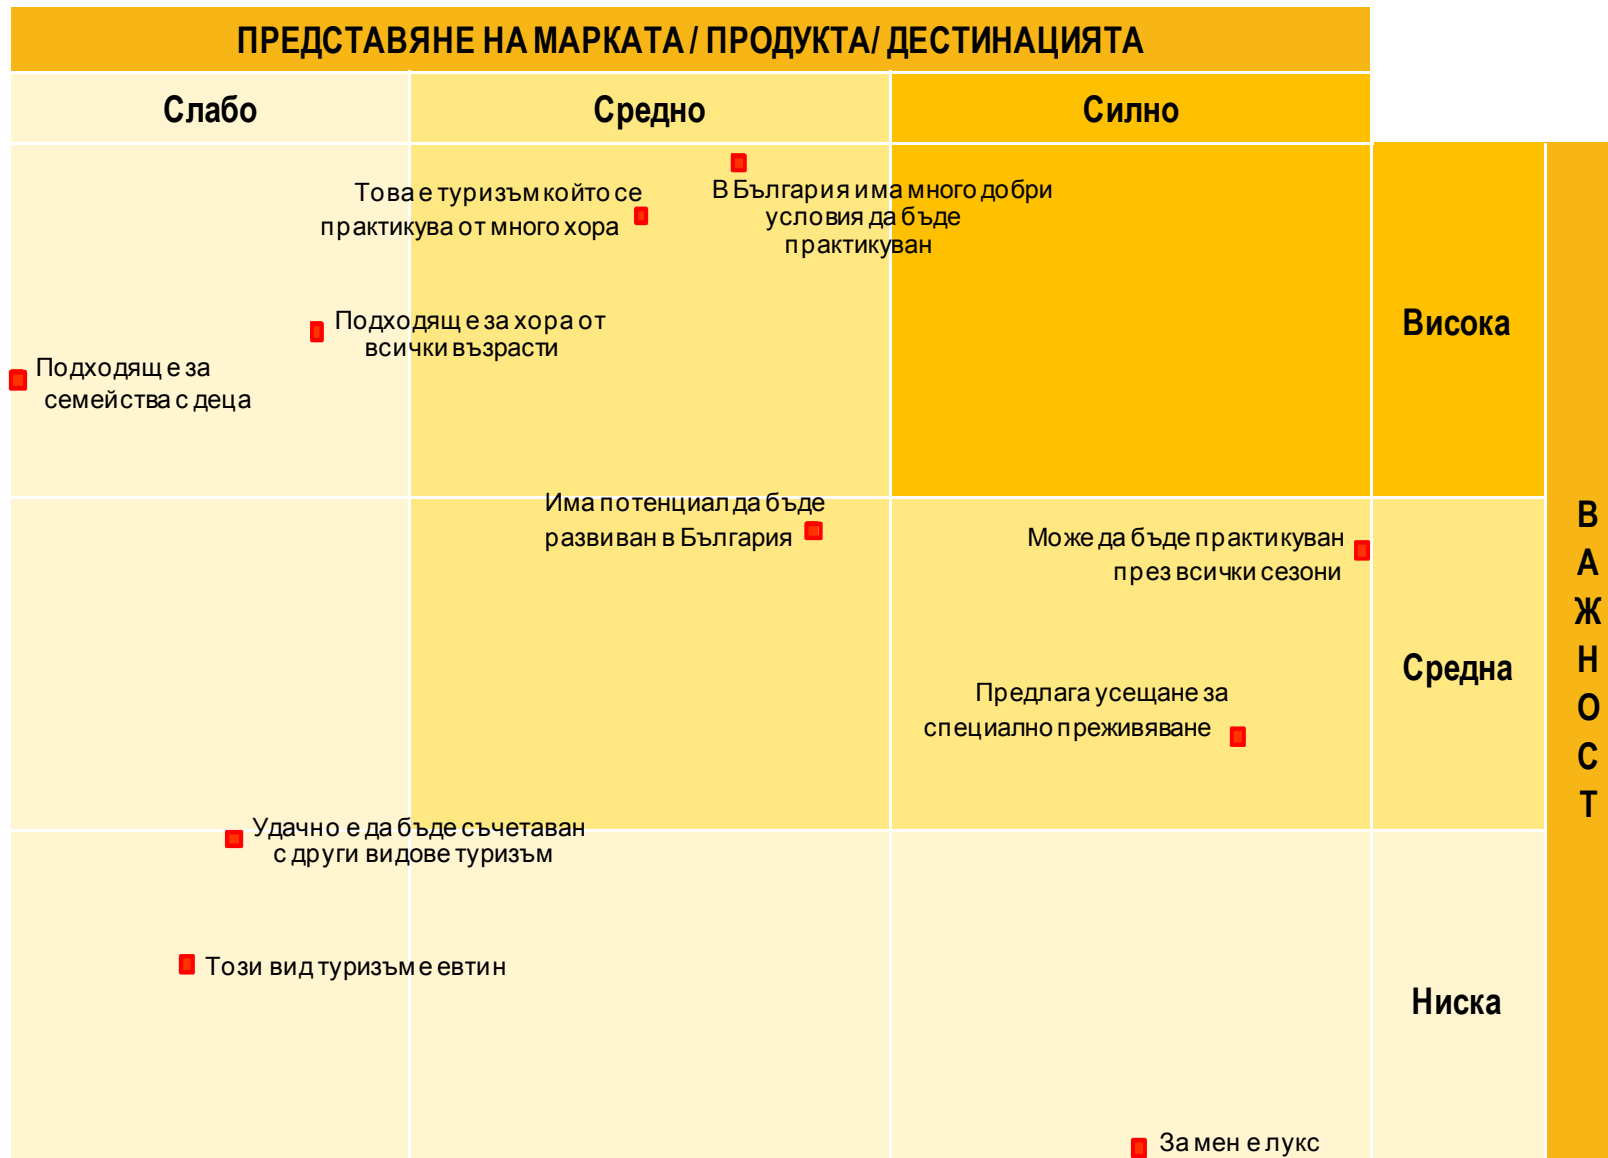 ПРЕДСТАВЯНЕ НА МАРКАТА / ПРОДУКТА/ ДЕСТИНАЦИЯТА
Слабо
Средно
Силно
Това е туризъм който се
практикува от много хора
В България има много добри
условия да бъде
практикуван
Подходящ е за хора от
всички възрасти
Подходящ е за
семейства с деца
Висока
Има потенциал да бъде
развиван в България
Може да бъде практикуван
през всички сезони
Предлага усещане за
специално преживяване
Средна
Удачно е да бъде съчетаван
с други видове туризъм
Този вид туризъм е евтин
Ниска
За мен е лукс
В
А
Ж
Н
О
С
Т